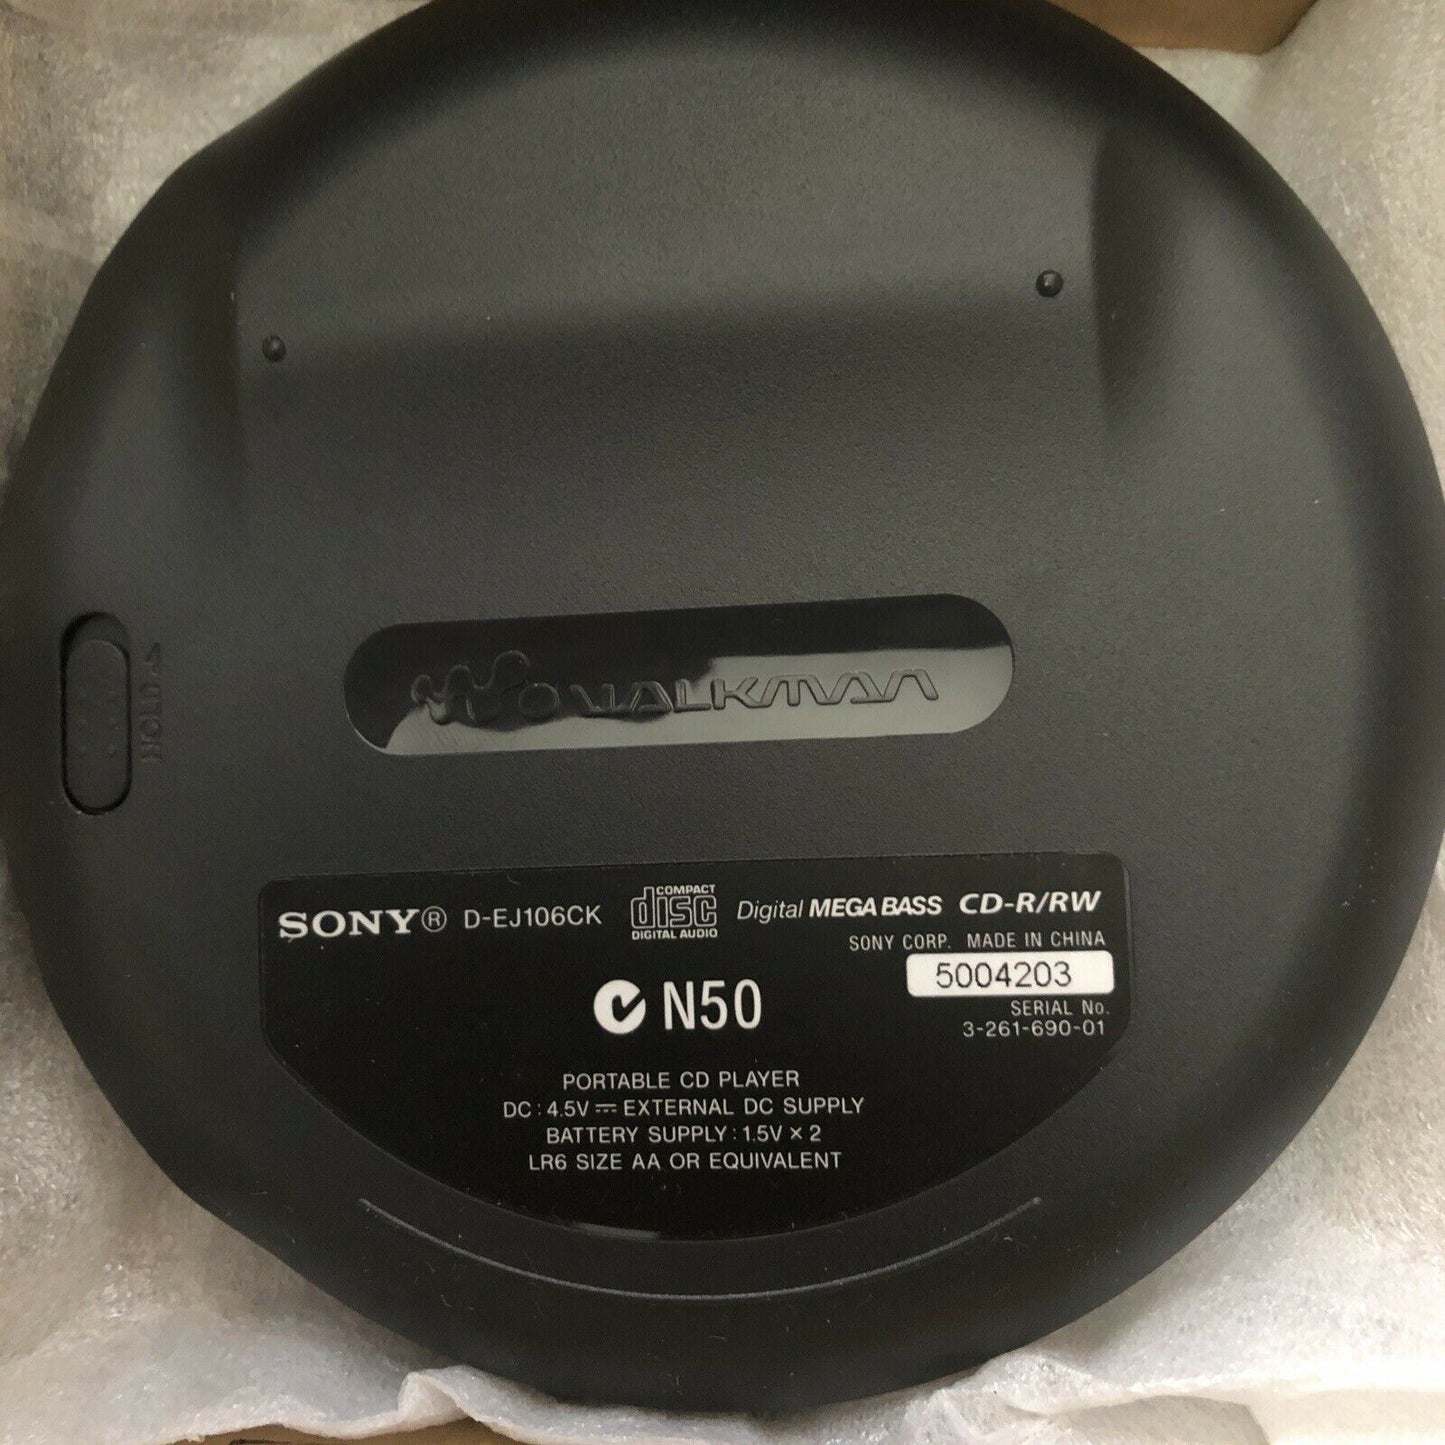 HOLD
WALKMAN
SONY® D-EJ106CK COMPACT disc DIGITAL AUDIO Digital MEGA BASS CD-R/RW
SONY CORP. MADE IN CHINA
5004203
SERIAL No.
3-261-690-01
N50
PORTABLE CD PLAYER
DC : 4.5V ⎓ EXTERNAL DC SUPPLY
BATTERY SUPPLY : 1.5V × 2
LR6 SIZE AA OR EQUIVALENT